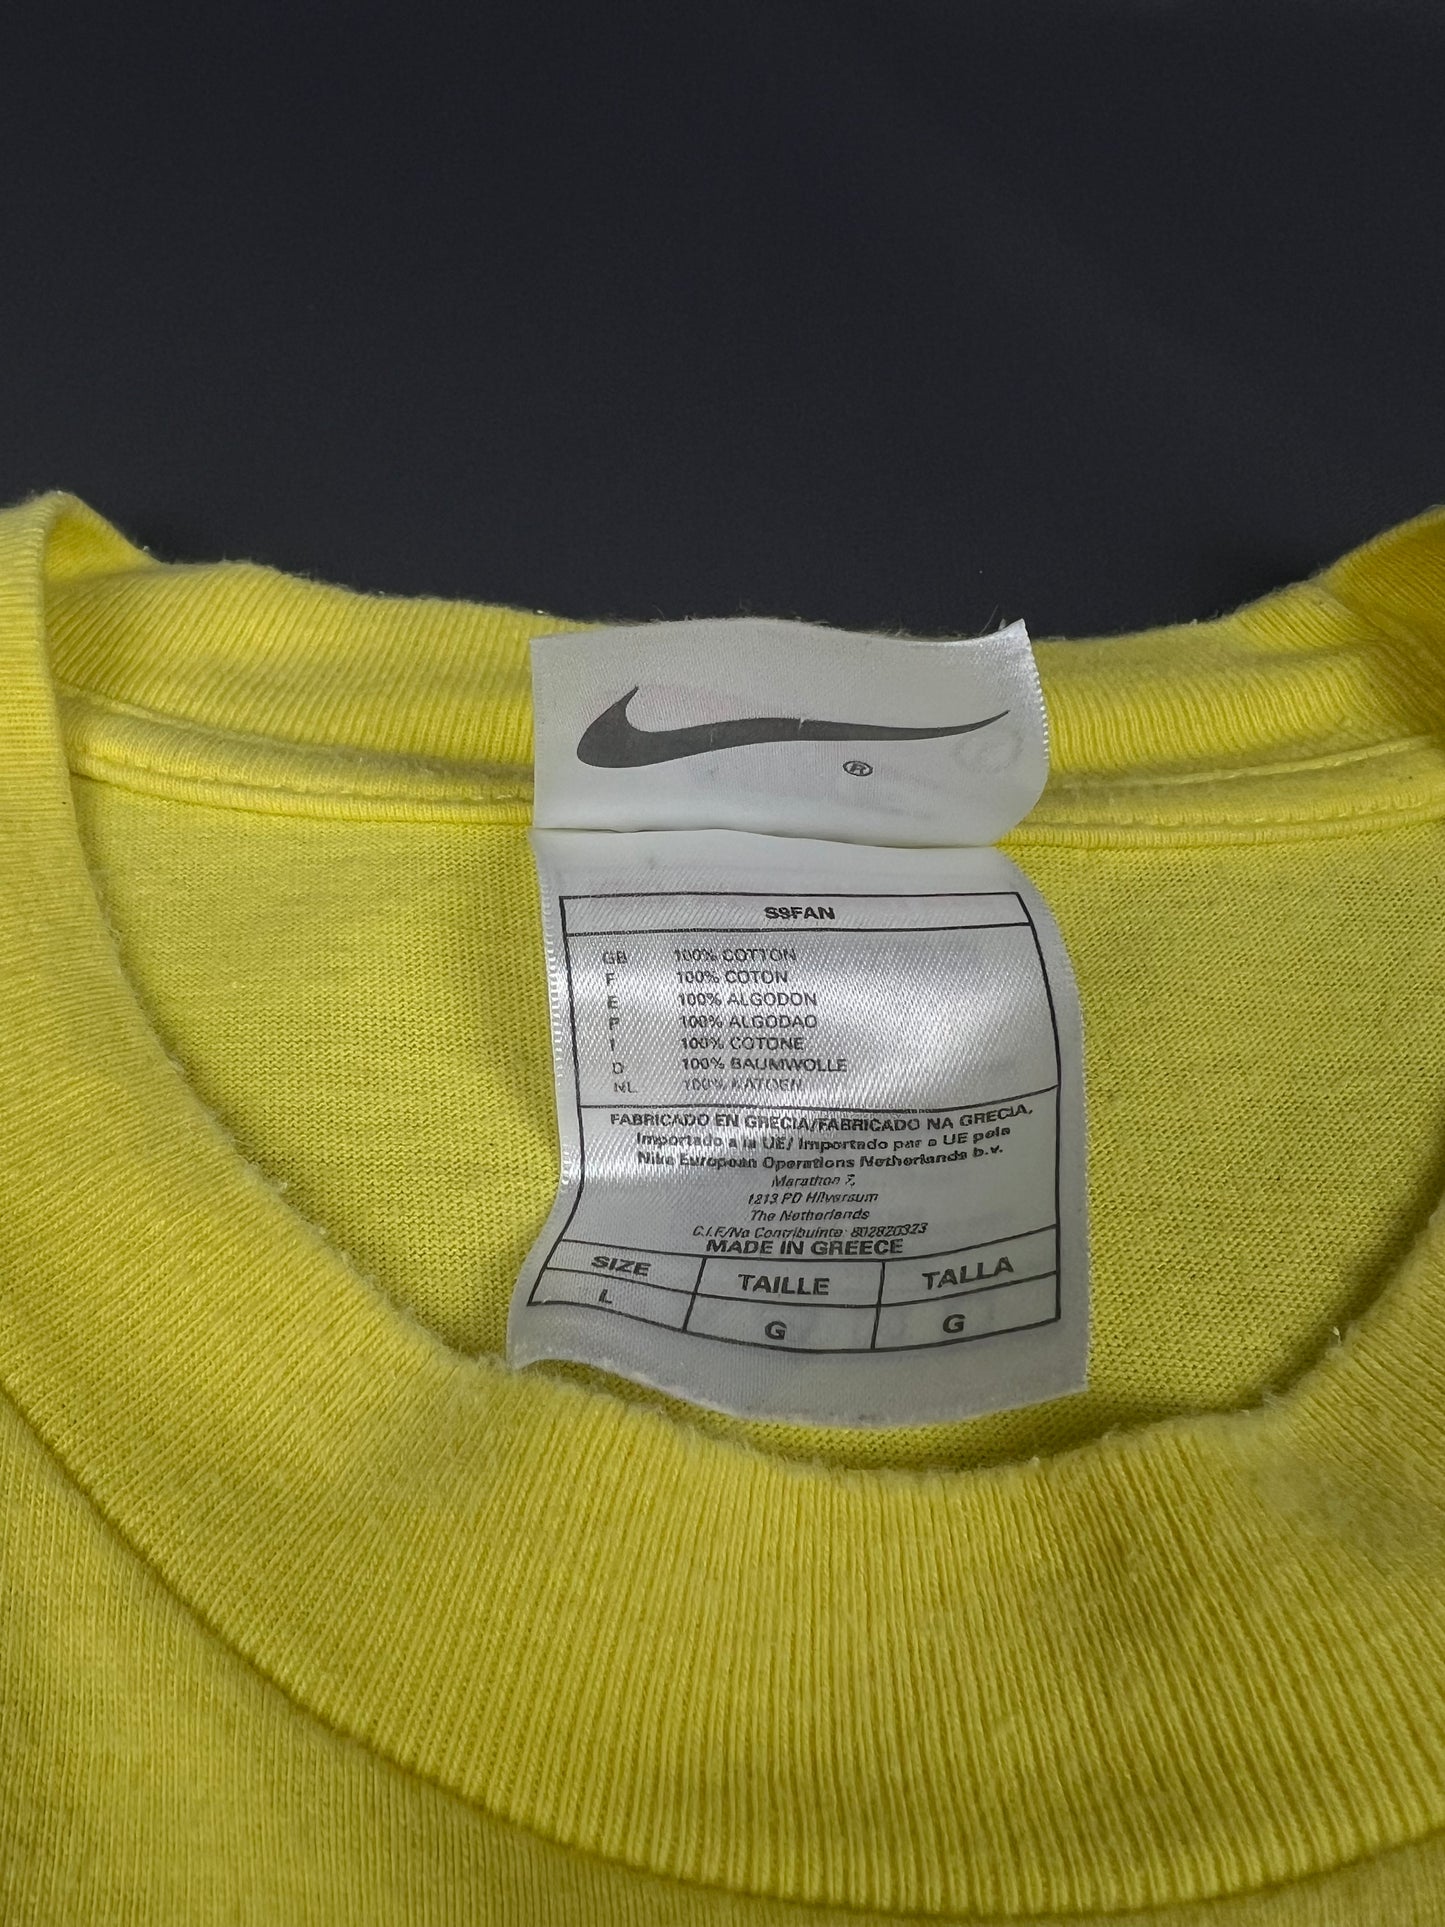 ®
S9FAN
GB 100% COTTON
F 100% COTON
E 100% ALGODON
P 100% ALGODAO
I 100% COTONE
D 100% BAUMWOLLE
NL 100% KATOEN
FABRICADO EN GRECIA/FABRICADO NA GRECIA,
Importado a la UE/ Importado par a UE pela
Nike European Operations Netherlands b.v.
Marathon 7,
1213 PD Hilversum
The Netherlands
C.I.F/No Contribuinte: 802820323
MADE IN GREECE
SIZE TAILLE TALLA
L G G